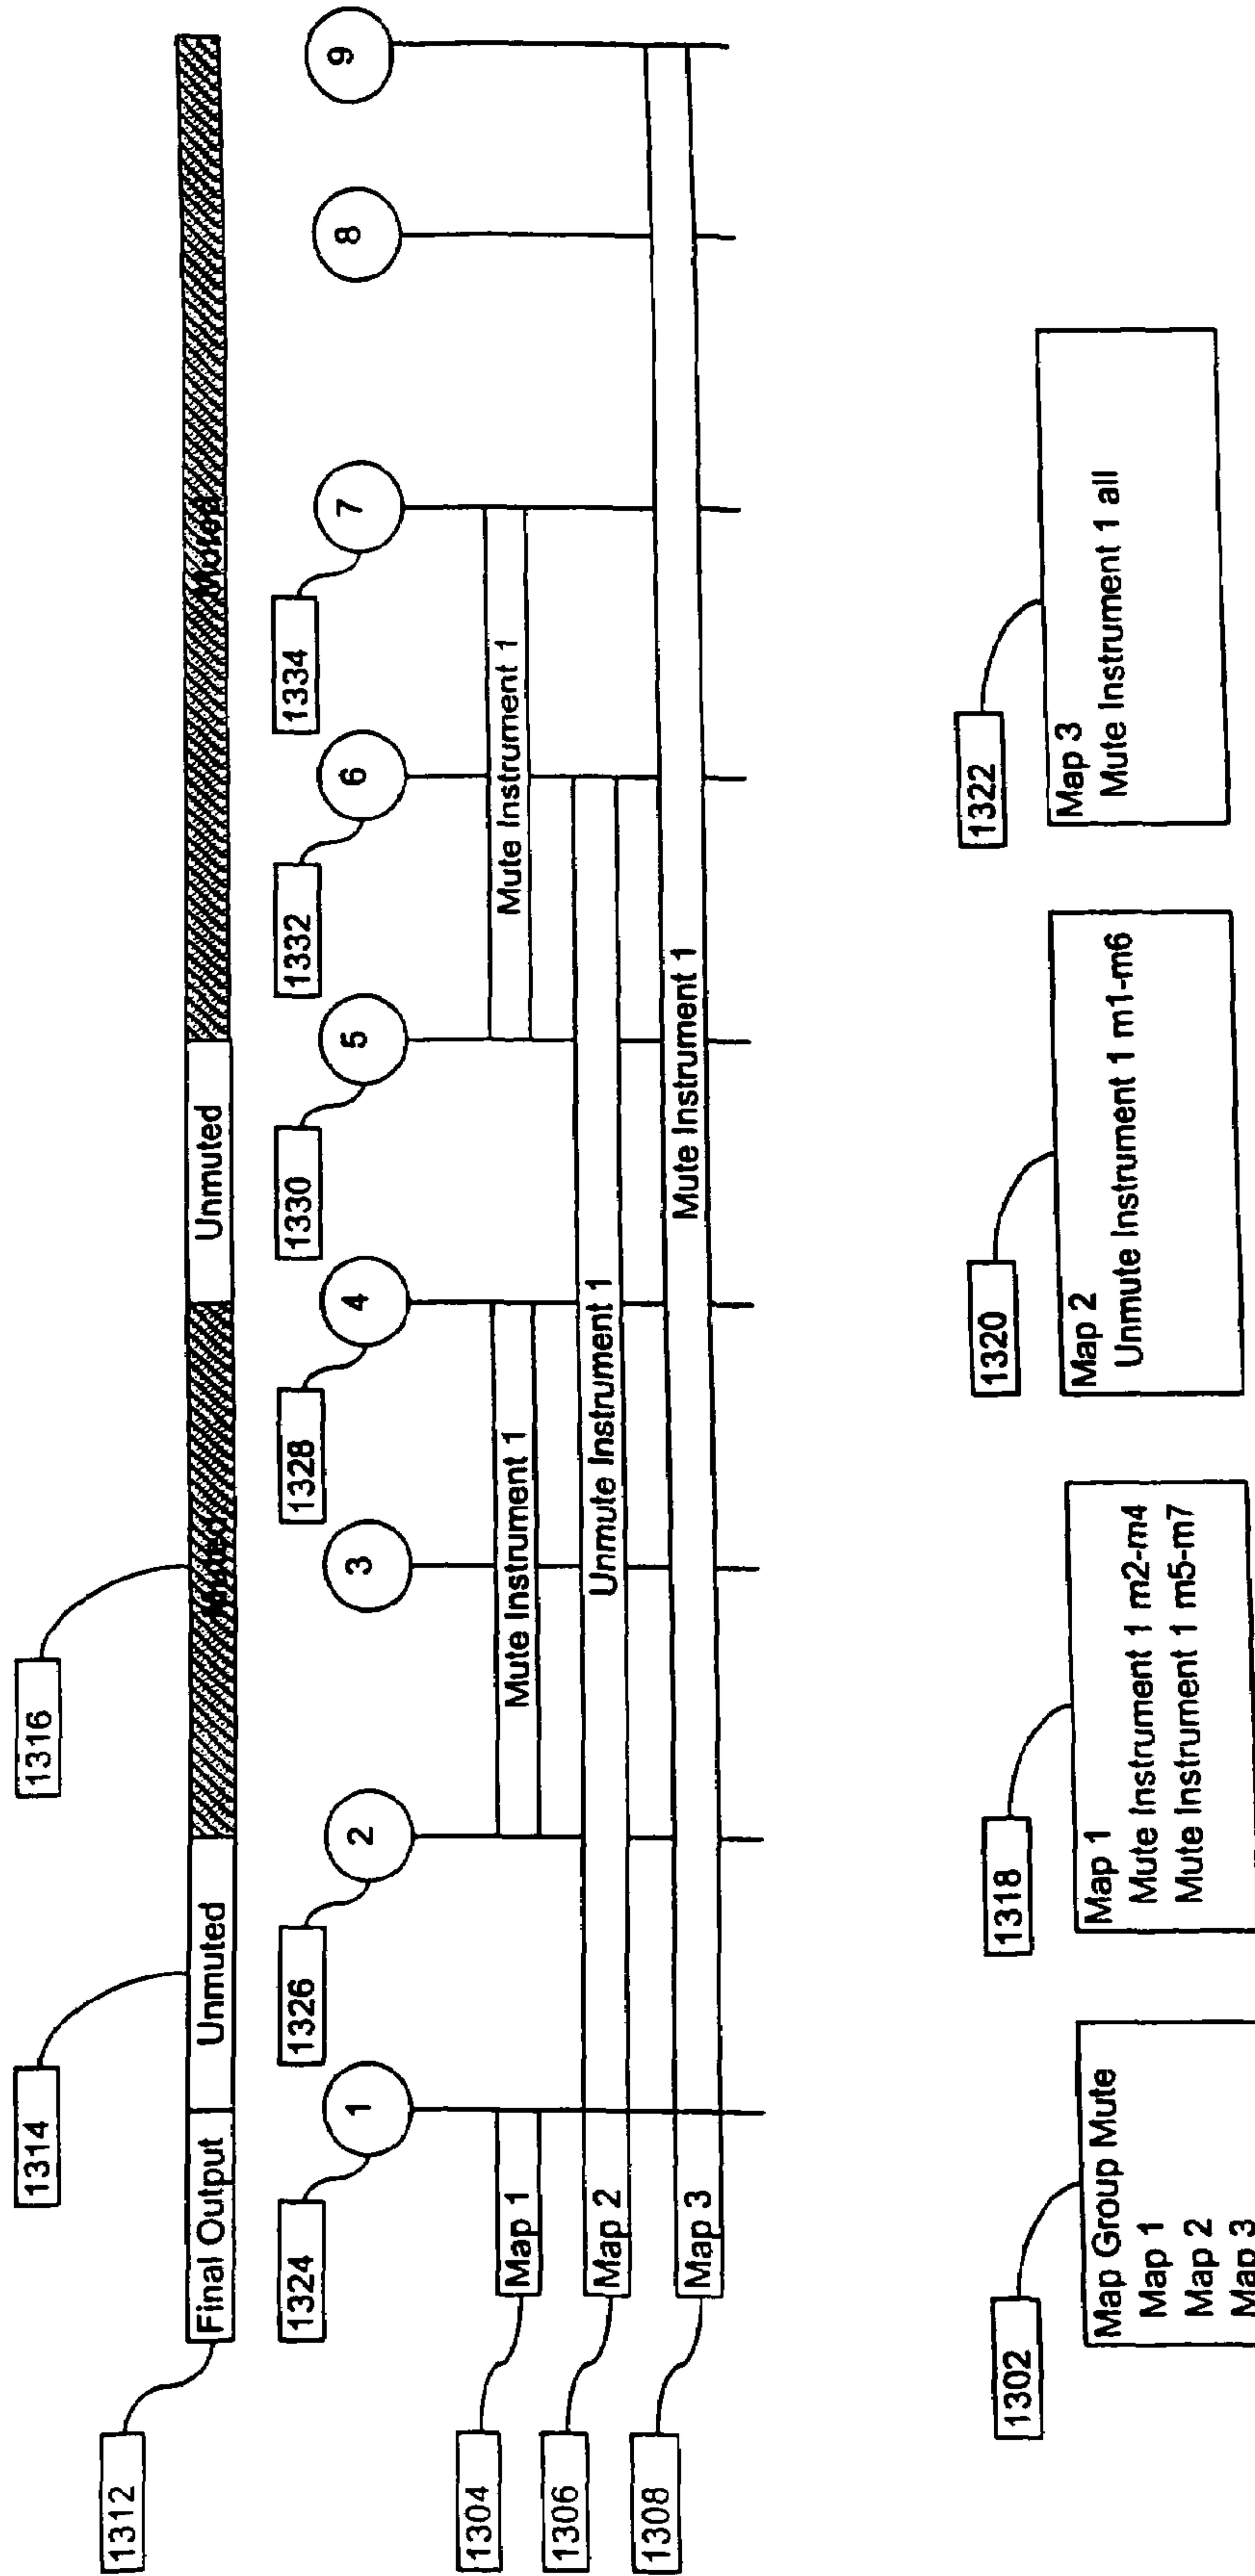 1314
1316
1312
Final Output
Unmuted
Muted
Unmuted
Muted
1324
1326
1328
1330
1332
1334
1
2
3
4
5
6
7
8
9
1304
Map 1
Mute Instrument 1
Mute Instrument 1
1306
Map 2
Unmute Instrument 1
1308
Map 3
Mute Instrument 1
1302
Map Group Mute
Map 1
Map 2
Map 3
1318
Map 1
Mute Instrument 1 m2-m4
Mute Instrument 1 m5-m7
1320
Map 2
Unmute Instrument 1 m1-m6
1322
Map 3
Mute Instrument 1 all